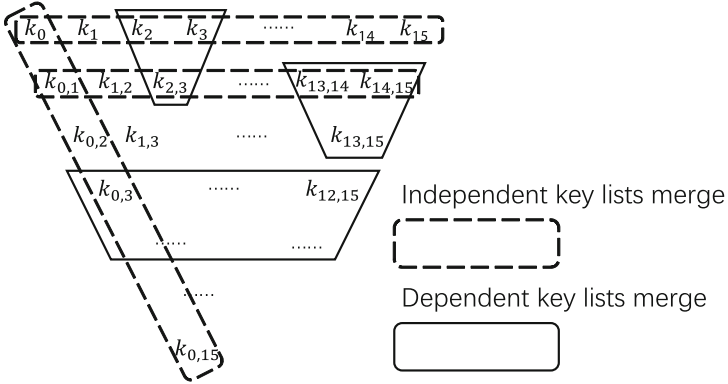 k0 k1 k2 k3 ...... k14 k15
k0,1 k1,2 k2,3 ...... k13,14 k14,15
k0,2 k1,3 ...... k13,15
k0,3 ...... k12,15
Independent key lists merge
...... ......
......
Dependent key lists merge
k0,15